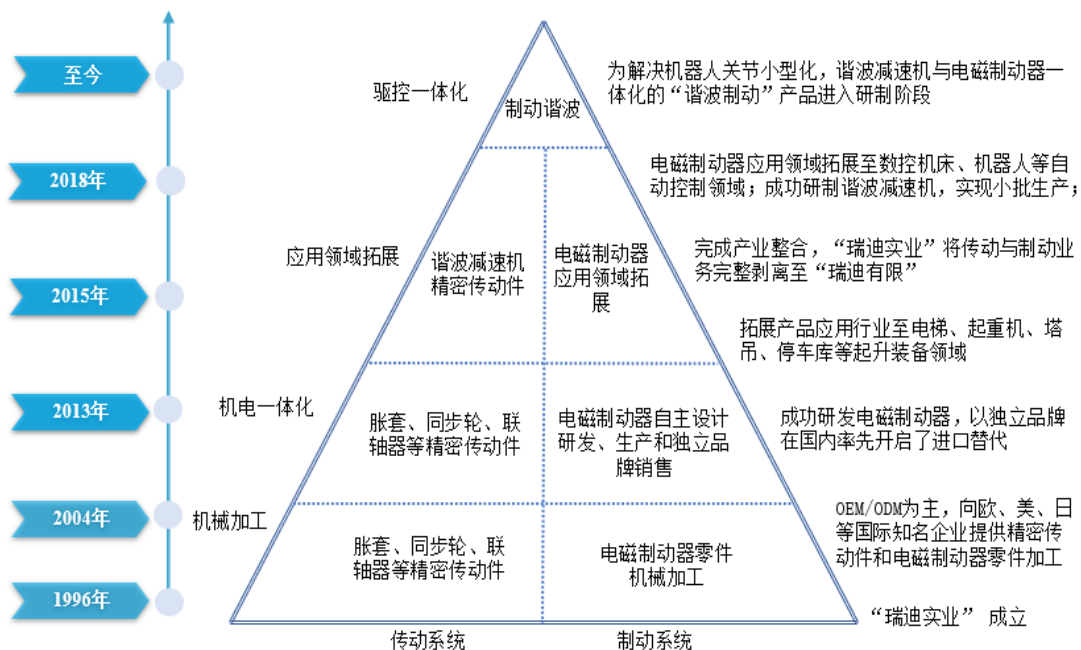 至今
驱控一体化
制动谐波
为解决机器人关节小型化，谐波减速机与电磁制动器一
体化的“谐波制动”产品进入研制阶段
2018年
电磁制动器应用领域拓展至数控机床、机器人等自
动控制领域；成功研制谐波减速机，实现小批生产；
应用领域拓展
谐波减速机
精密传动件
电磁制动器
应用领域拓
展
完成产业整合，“瑞迪实业”将传动与制动业
务完整剥离至“瑞迪有限”
2015年
拓展产品应用行业至电梯、起重机、塔
吊、停车库等起升装备领域
2013年
机电一体化
胀套、同步轮、联
轴器等精密传动件
电磁制动器自主设计
研发、生产和独立品
牌销售
成功研发电磁制动器，以独立品牌
在国内率先开启了进口替代
2004年
机械加工
胀套、同步轮、联
轴器等精密传动件
电磁制动器零件
机械加工
OEM/ODM为主，向欧、美、日
等国际知名企业提供精密传
动件和电磁制动器零件加工
1996年
“瑞迪实业” 成立
传动系统
制动系统